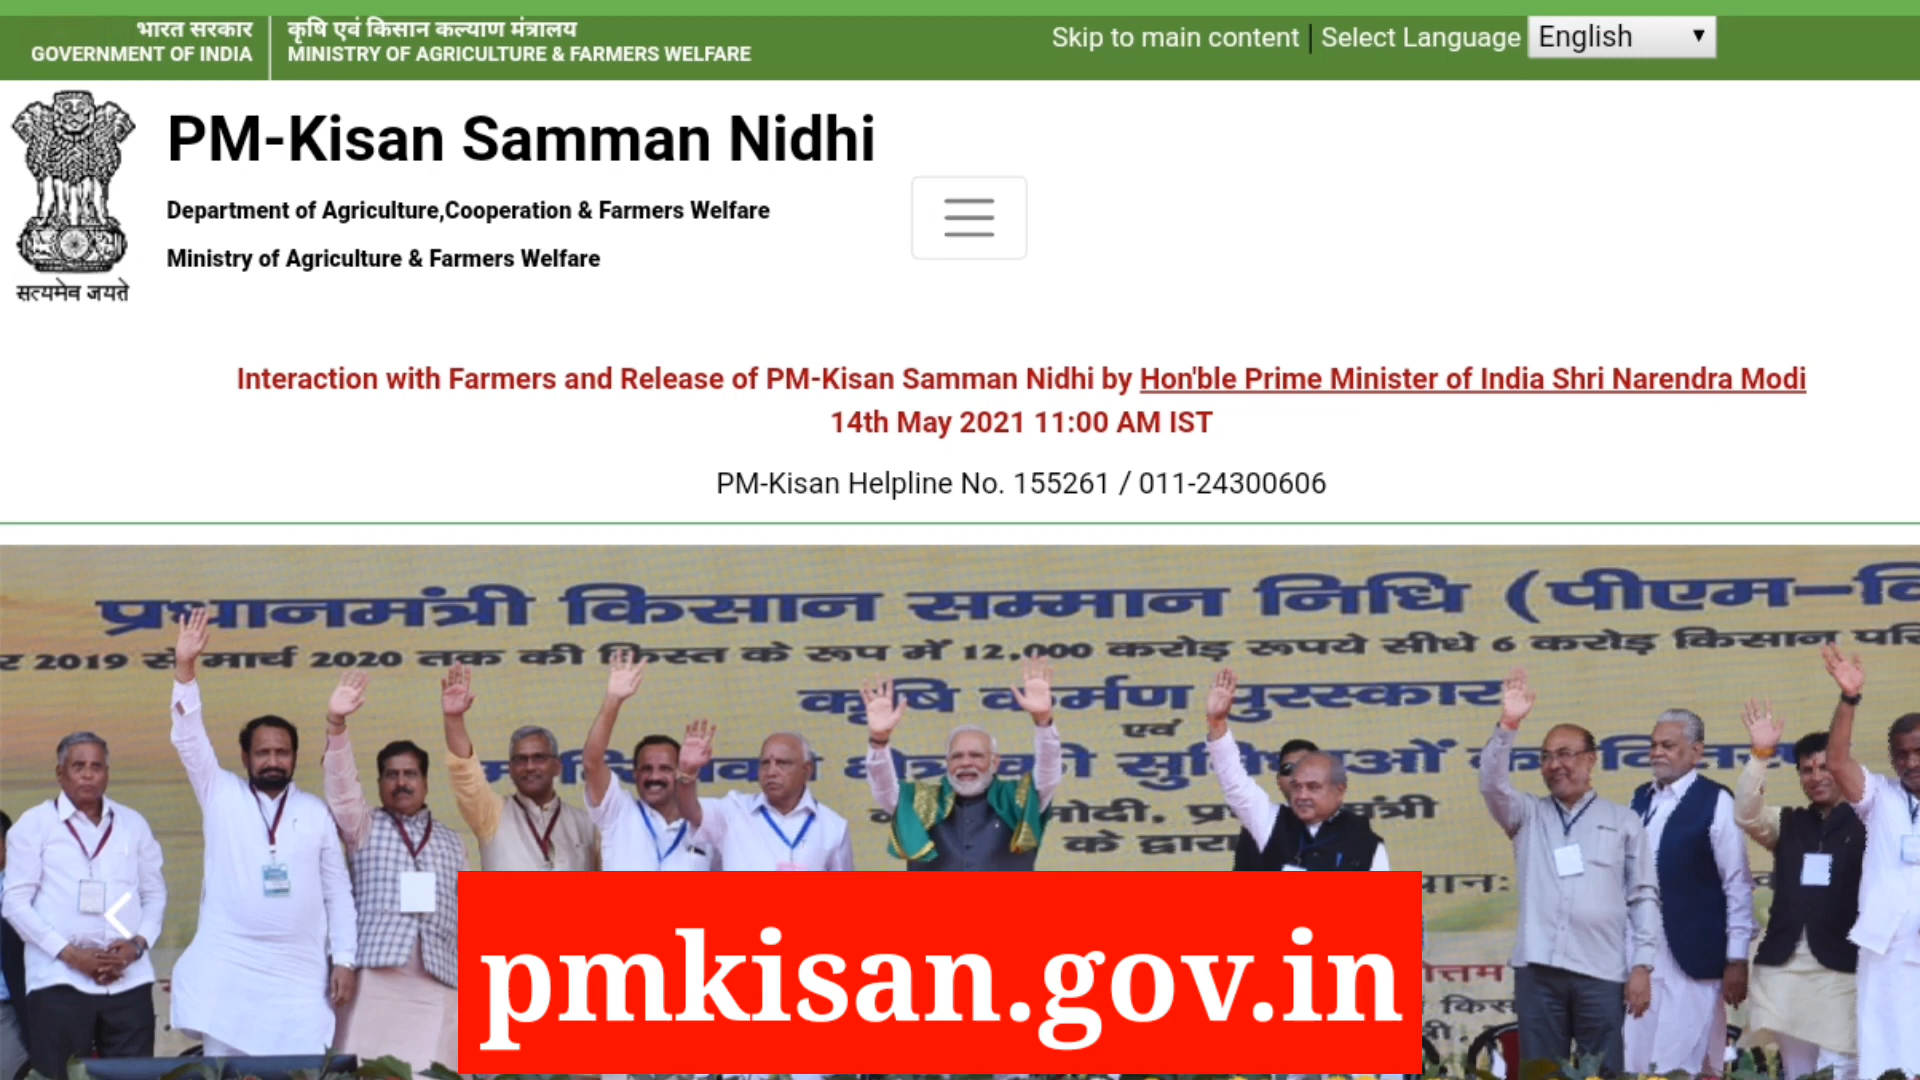 भारत सरकार
GOVERNMENT OF INDIA
कृषि एवं किसान कल्याण मंत्रालय
MINISTRY OF AGRICULTURE & FARMERS WELFARE
Skip to main content
Select Language
English
PM-Kisan Samman Nidhi
Department of Agriculture,Cooperation & Farmers Welfare
Ministry of Agriculture & Farmers Welfare
सत्यमेव जयते
Interaction with Farmers and Release of PM-Kisan Samman Nidhi by Hon'ble Prime Minister of India Shri Narendra Modi
14th May 2021 11:00 AM IST
PM-Kisan Helpline No. 155261 / 011-24300606
प्रधानमंत्री किसान सम्मान निधि (पीएम-कि
र 2019 से मार्च 2020 तक की किस्त के रूप में 12,000 करोड़ रूपये सीधे 6 करोड़ किसान परि
कृषि कर्मण पुरस्कार
एवं
की सुविधाओं का
मोदी, प्र
के द्वारा
pmkisan.gov.in